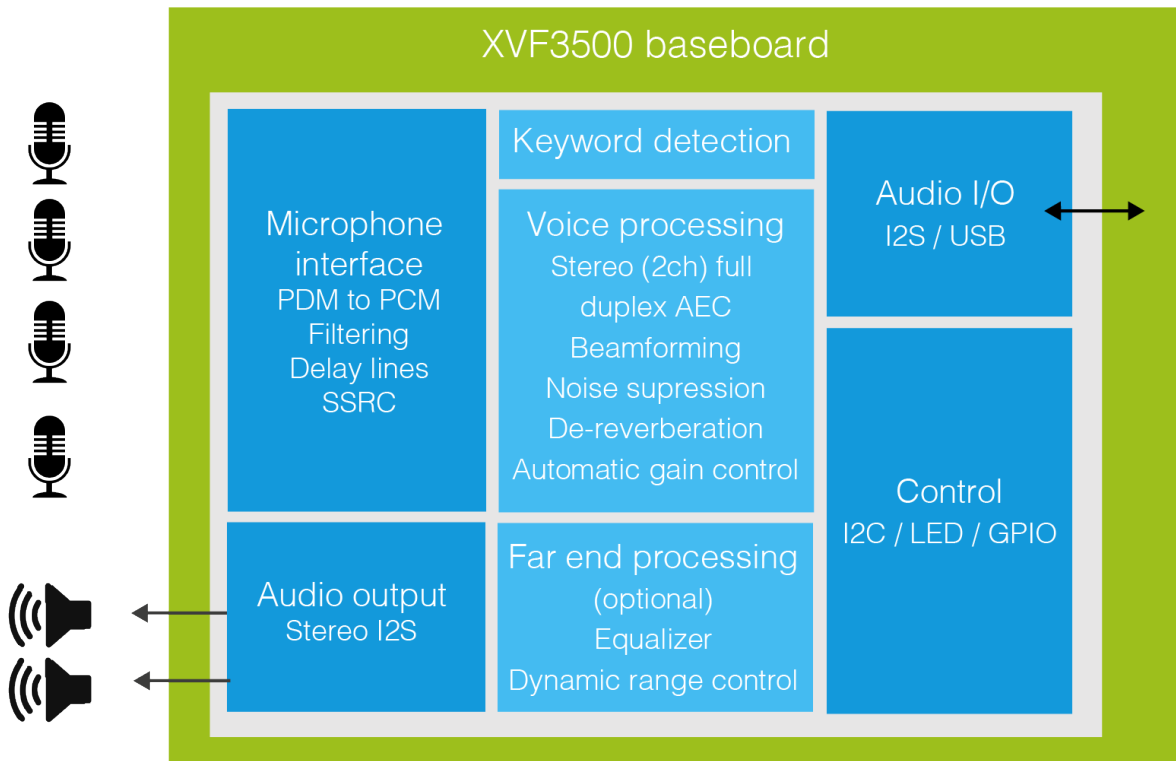 XVF3500 baseboard
Microphone
interface
PDM to PCM
Filtering
Delay lines
SSRC
Audio output
Stereo I2S
Keyword detection
Voice processing
Stereo (2ch) full
duplex AEC
Beamforming
Noise supression
De-reverberation
Automatic gain control
Far end processing
(optional)
Equalizer
Dynamic range control
Audio I/O
I2S / USB
Control
I2C / LED / GPIO